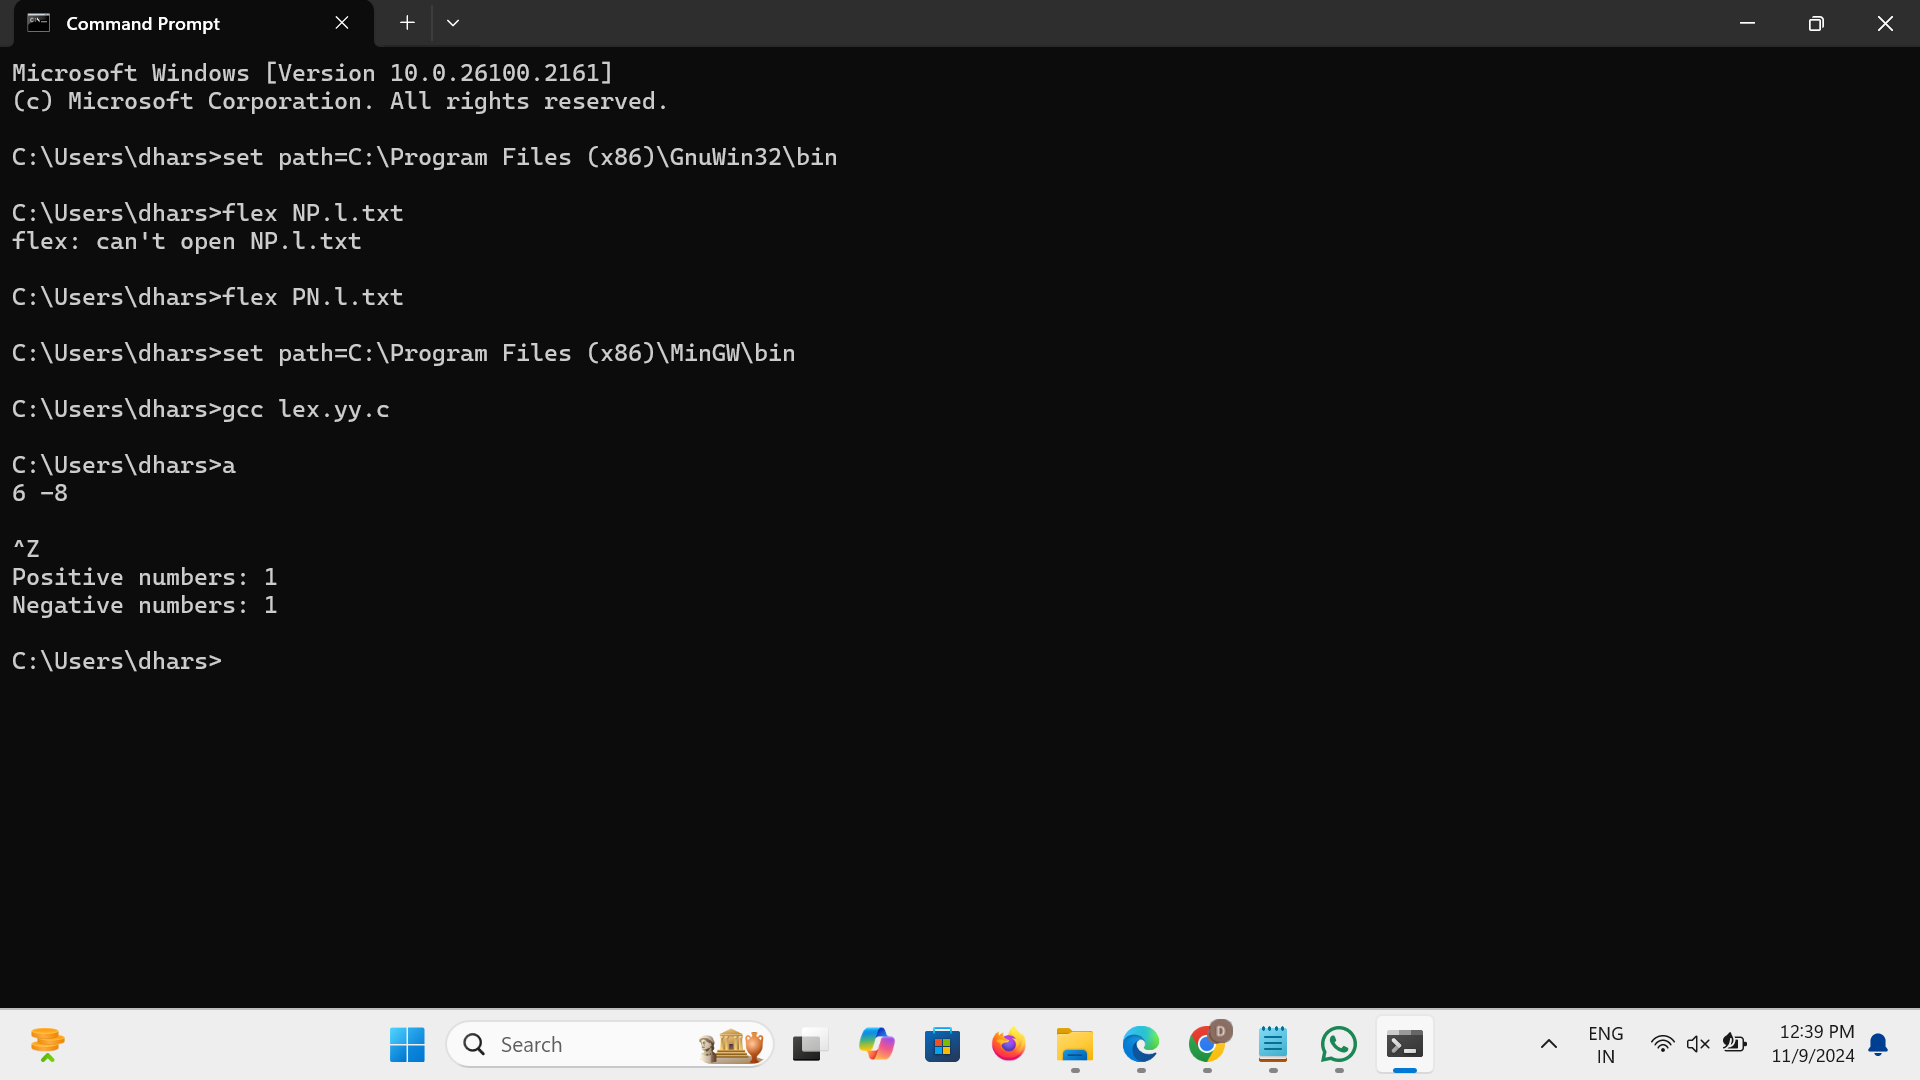 Command Prompt
Microsoft Windows [Version 10.0.26100.2161]
(c) Microsoft Corporation. All rights reserved.
C:\Users\dhars>set path=C:\Program Files (x86)\GnuWin32\bin
C:\Users\dhars>flex NP.l.txt
flex: can't open NP.l.txt
C:\Users\dhars>flex PN.l.txt
C:\Users\dhars>set path=C:\Program Files (x86)\MinGW\bin
C:\Users\dhars>gcc lex.yy.c
C:\Users\dhars>a
6 -8
^Z
Positive numbers: 1
Negative numbers: 1
C:\Users\dhars>
Search
D
ENG
IN
12:39 PM
11/9/2024